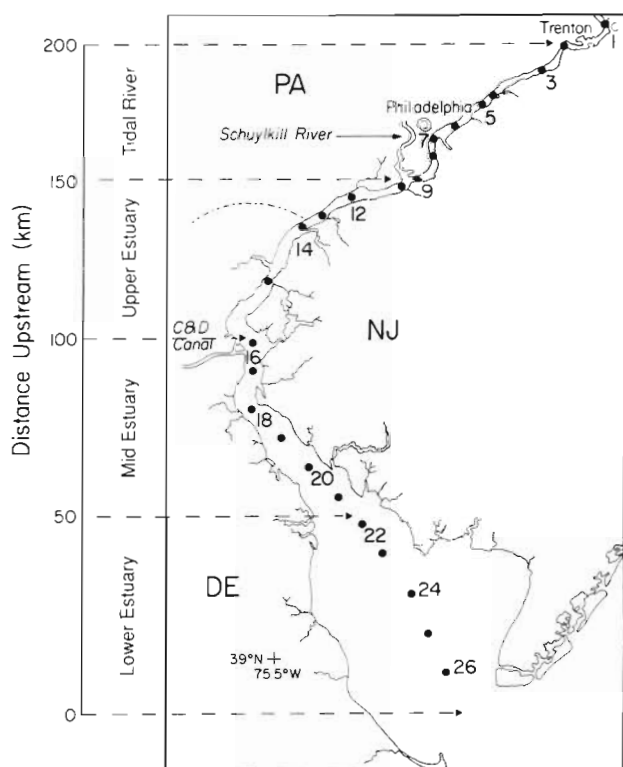 Trenton
C
1
200
3
PA
Philadelphia
5
7
Schuylkill River
Tidal River
150
9
12
14
Upper Estuary
NJ
C&D
Canal
100
16
Distance Upstream (km)
Mid Estuary
18
20
50
22
DE
24
Lower Estuary
39°N
75.5°W
26
0